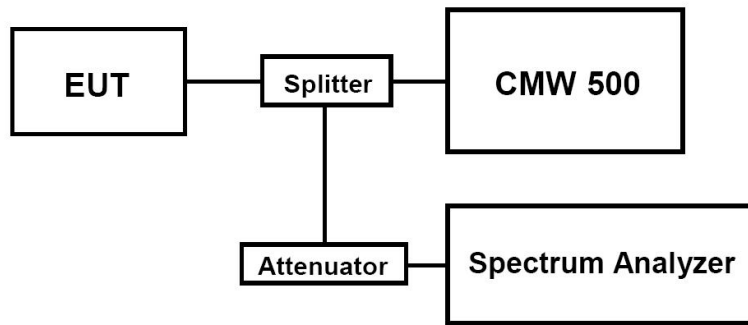 EUT
Splitter
CMW 500
Attenuator
Spectrum Analyzer